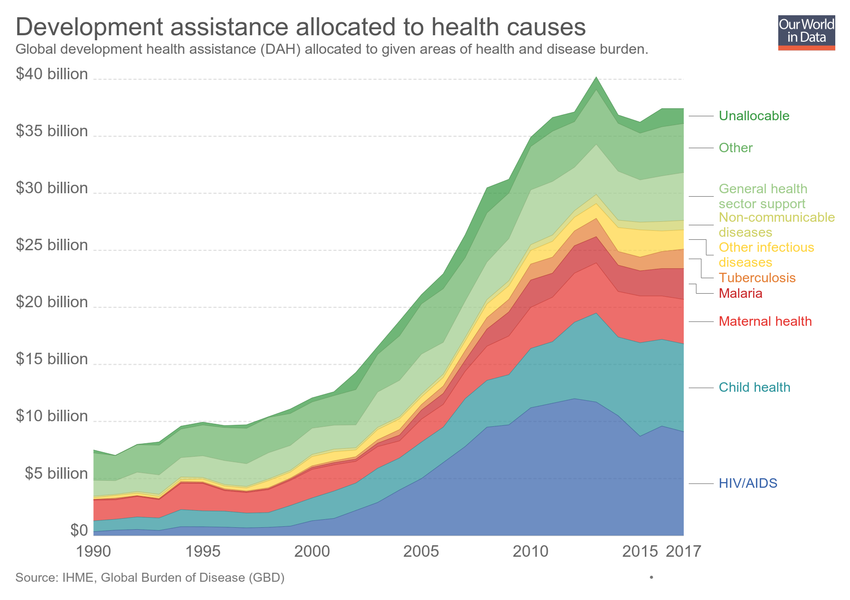 Development assistance allocated to health causes
Global development health assistance (DAH) allocated to given areas of health and disease burden.
Our World
in Data
$40 billion
$35 billion
$30 billion
$25 billion
$20 billion
$15 billion
$10 billion
$5 billion
$0
1990
1995
2000
2005
2010
2015
2017
Unallocable
Other
General health
sector support
Non-communicable
diseases
Other infectious
diseases
Tuberculosis
Malaria
Maternal health
Child health
HIV/AIDS
Source: IHME, Global Burden of Disease (GBD)